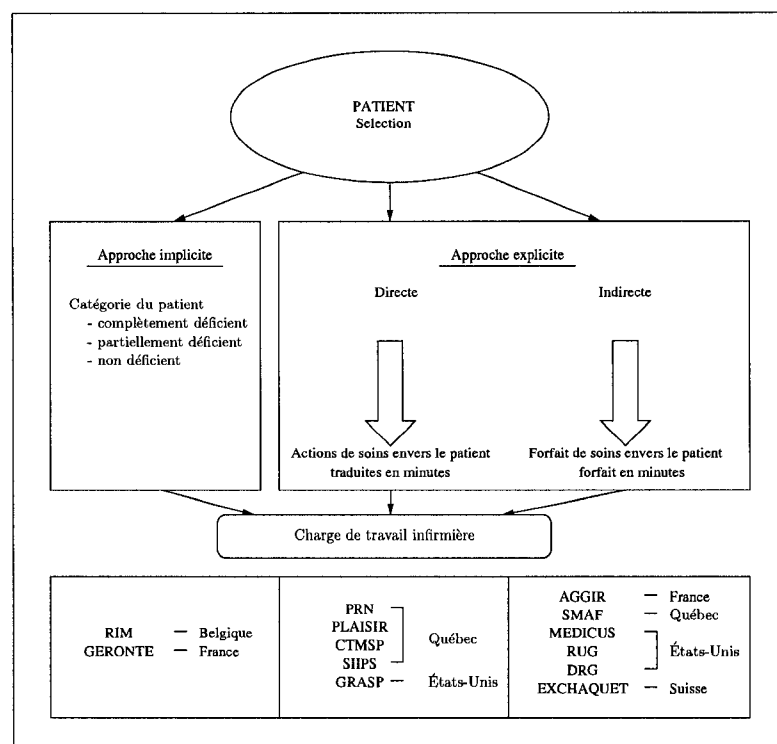 PATIENT
Selection
Approche implicite
Catégorie du patient
- complètement déficient
- partiellement déficient
- non déficient
Approche explicite
Directe
Indirecte
Actions de soins envers le patient
traduites en minutes
Forfait de soins envers le patient
forfait en minutes
Charge de travail infirmière
RIM — Belgique
GERONTE — France
PRN
PLAISIR
CTMSP
SIIPS
Québec
GRASP — États-Unis
AGGIR — France
SMAF — Québec
MEDICUS
RUG
DRG
États-Unis
EXCHAQUET — Suisse